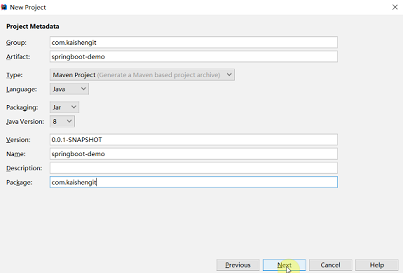 New Project
Project Metadata
Group: com.kaishengit
Artifact: springboot-demo
Type: Maven Project (Generate a Maven based project archive)
Language: Java
Packaging: Jar
Java Version: 8
Version: 0.0.1-SNAPSHOT
Name: springboot-demo
Description:
Package: com.kaishengit
Previous Next Cancel Help